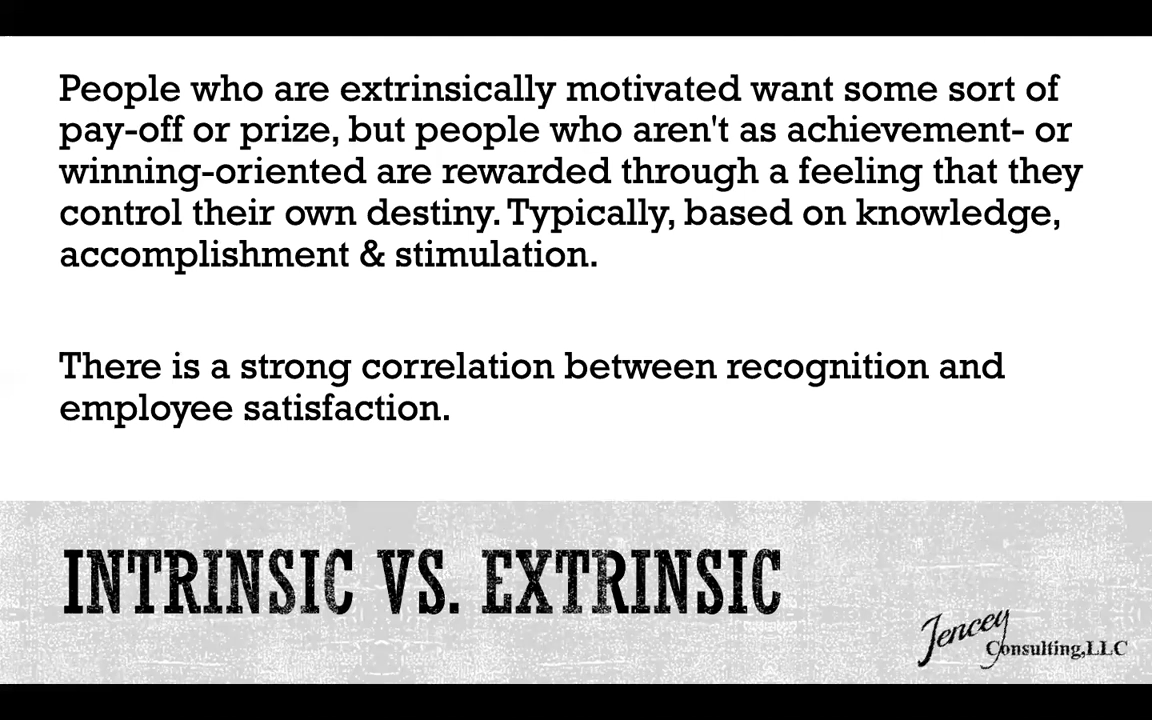 People who are extrinsically motivated want some sort of
pay-off or prize, but people who aren't as achievement- or
winning-oriented are rewarded through a feeling that they
control their own destiny. Typically, based on knowledge,
accomplishment & stimulation.
There is a strong correlation between recognition and
employee satisfaction.
INTRINSIC VS. EXTRINSIC
Jencey
Consulting,LLC